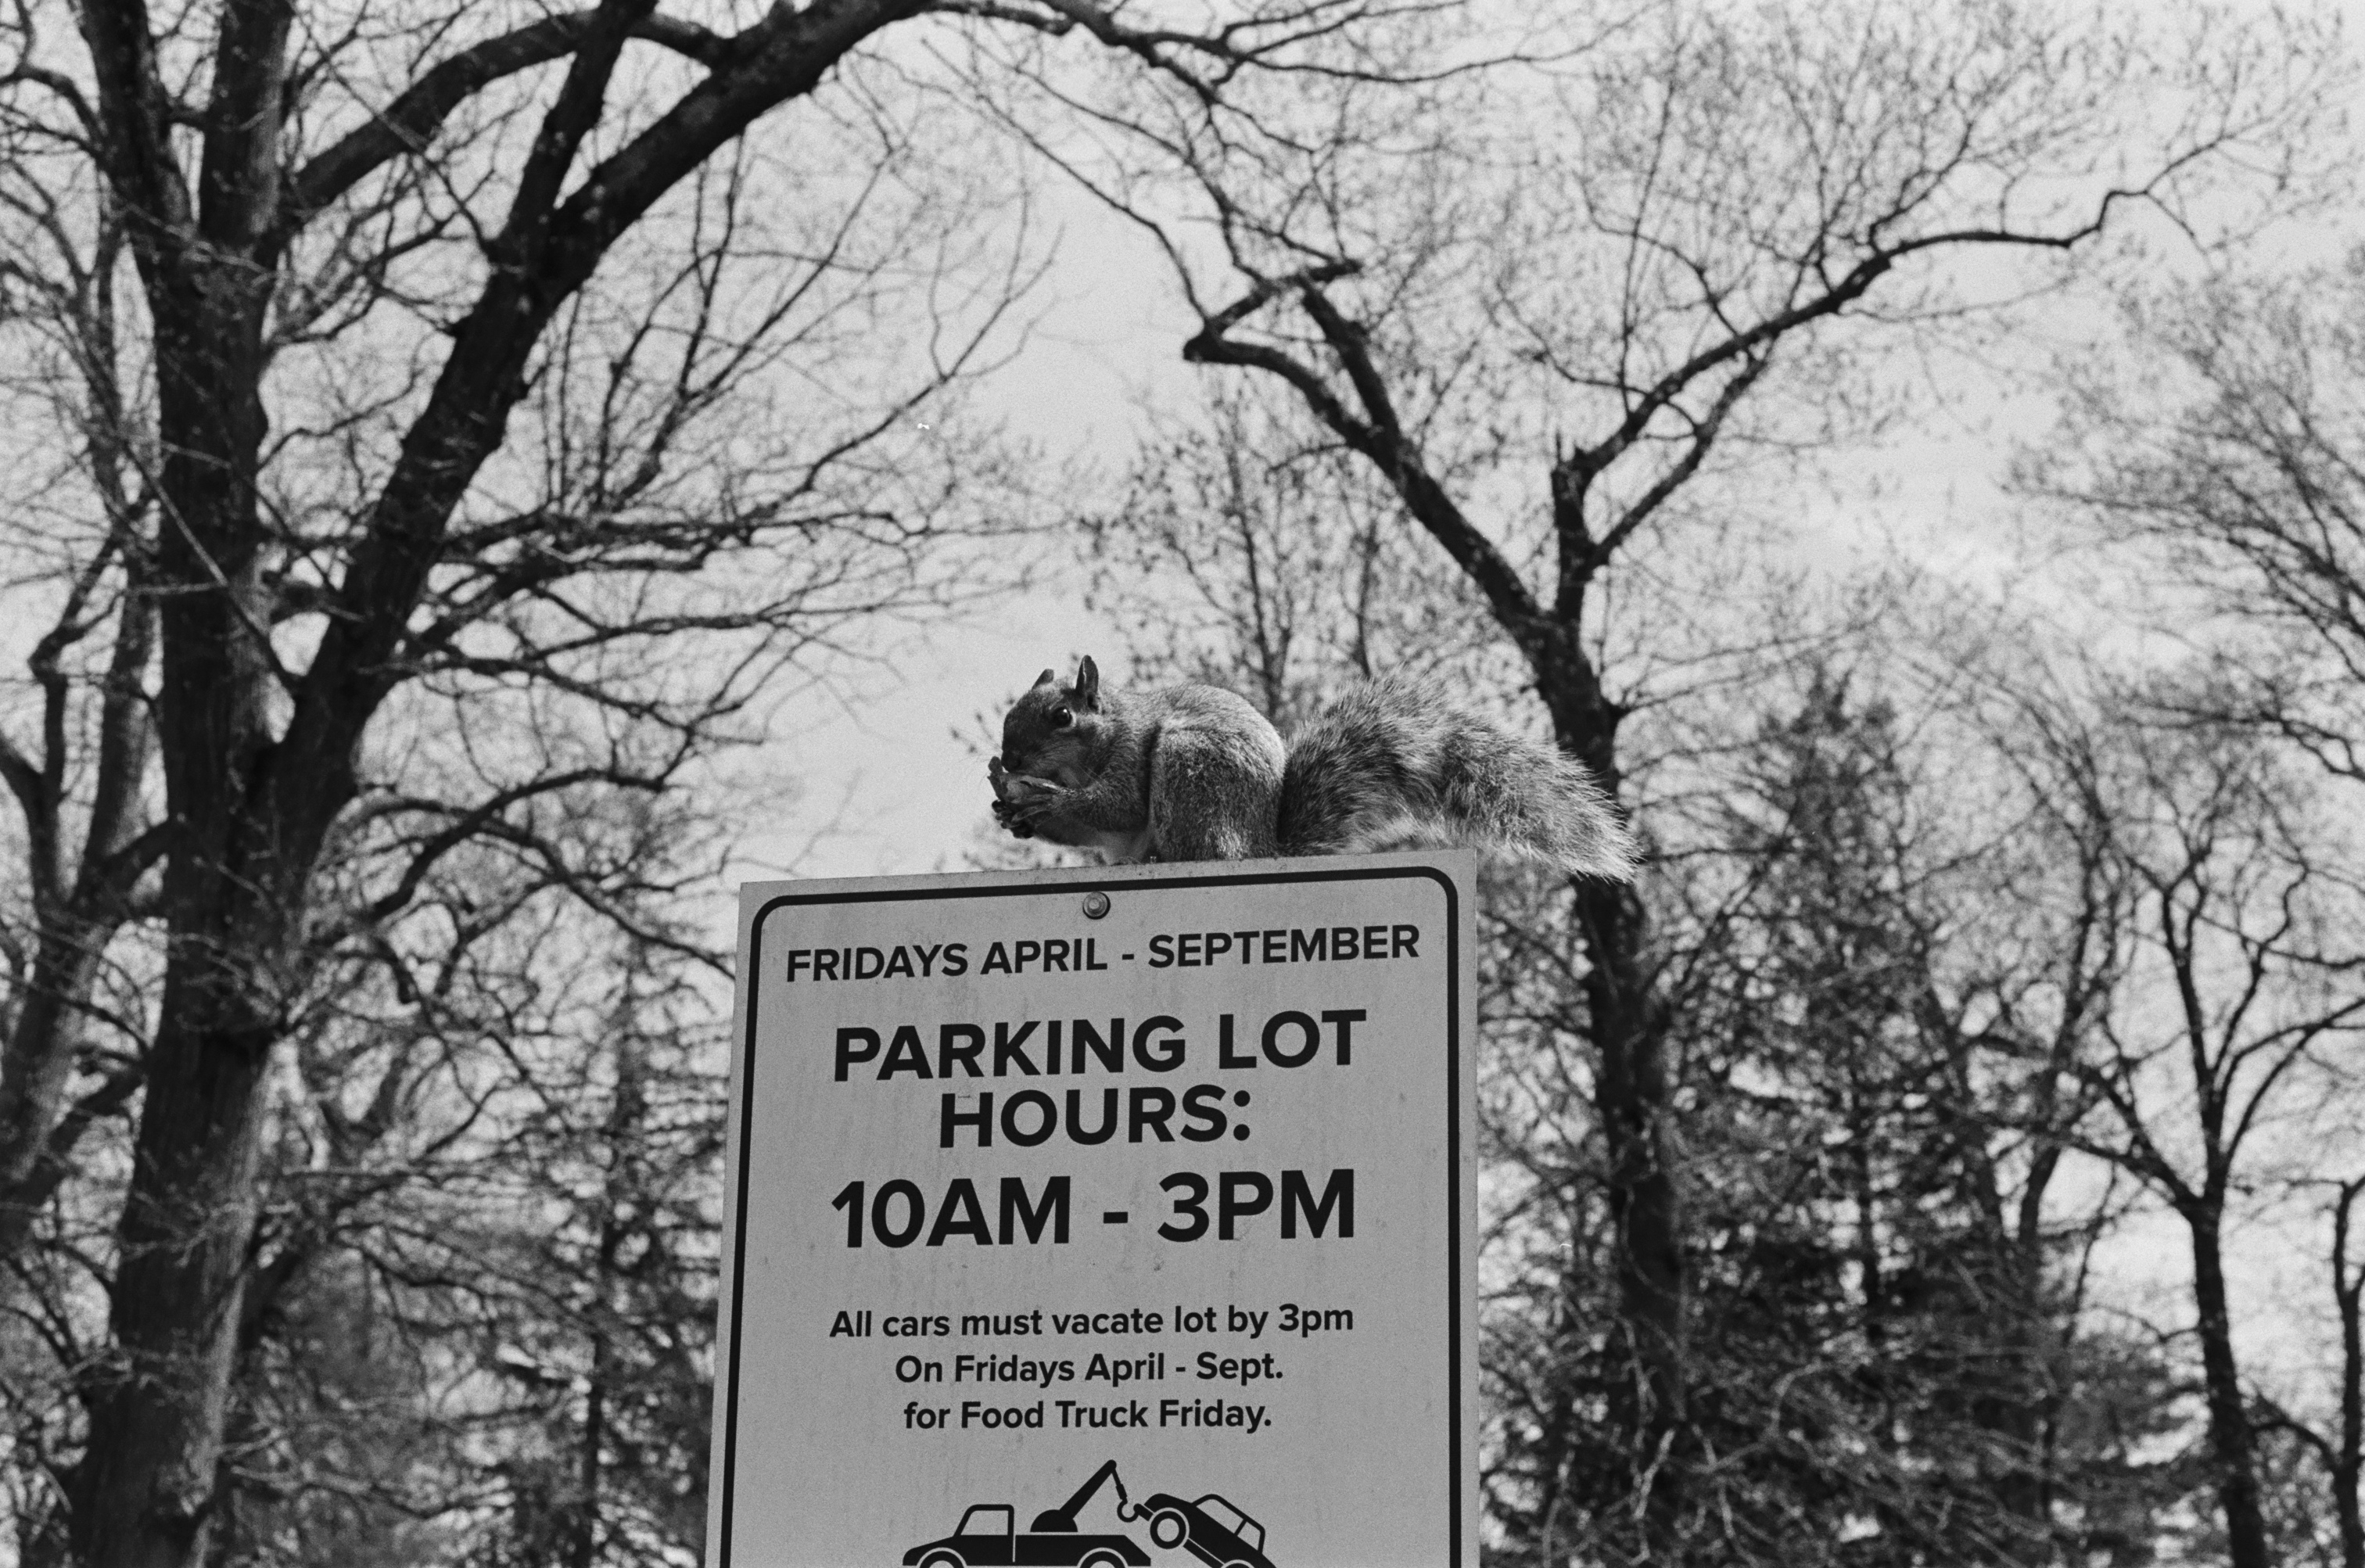 FRIDAYS APRIL - SEPTEMBER
PARKING LOT
HOURS:
10AM - 3PM
All cars must vacate lot by 3pm
On Fridays April - Sept.
for Food Truck Friday.